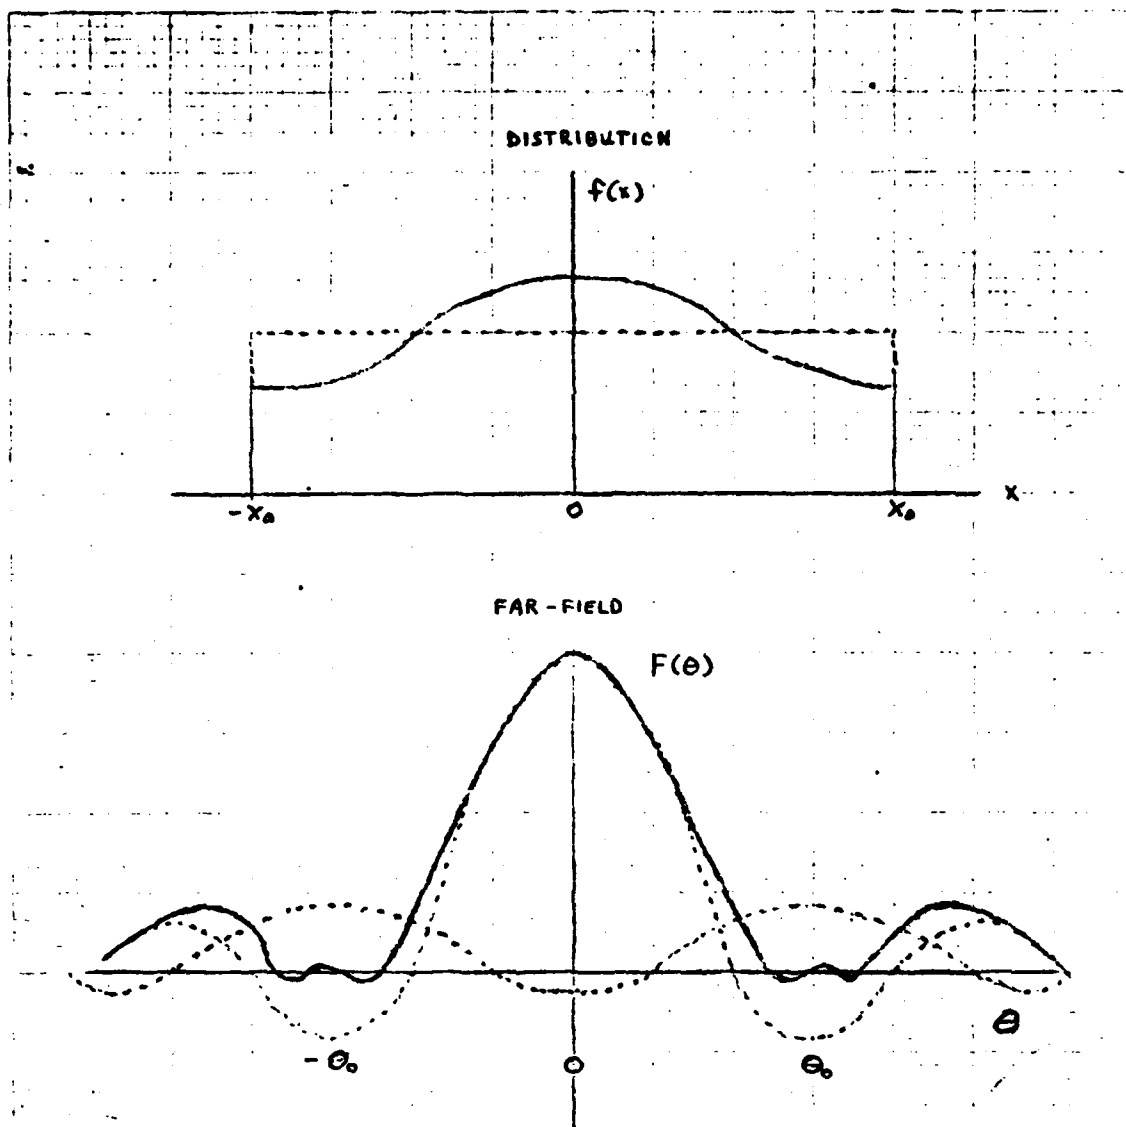 DISTRIBUTION
f(x)
-X₀ 0 X₀ X
FAR-FIELD
F(θ)
θ
-θ₀ 0 θ₀